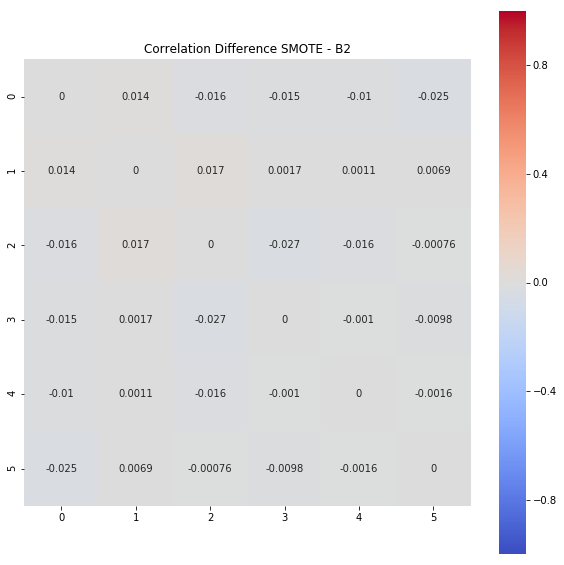 Correlation Difference SMOTE - B2
0 0 0.014 -0.016 -0.015 -0.01 -0.025
1 0.014 0 0.017 0.0017 0.0011 0.0069
2 -0.016 0.017 0 -0.027 -0.016 -0.00076
3 -0.015 0.0017 -0.027 0 -0.001 -0.0098
4 -0.01 0.0011 -0.016 -0.001 0 -0.0016
5 -0.025 0.0069 -0.00076 -0.0098 -0.0016 0
0 1 2 3 4 5
0.8
0.4
0.0
−0.4
−0.8